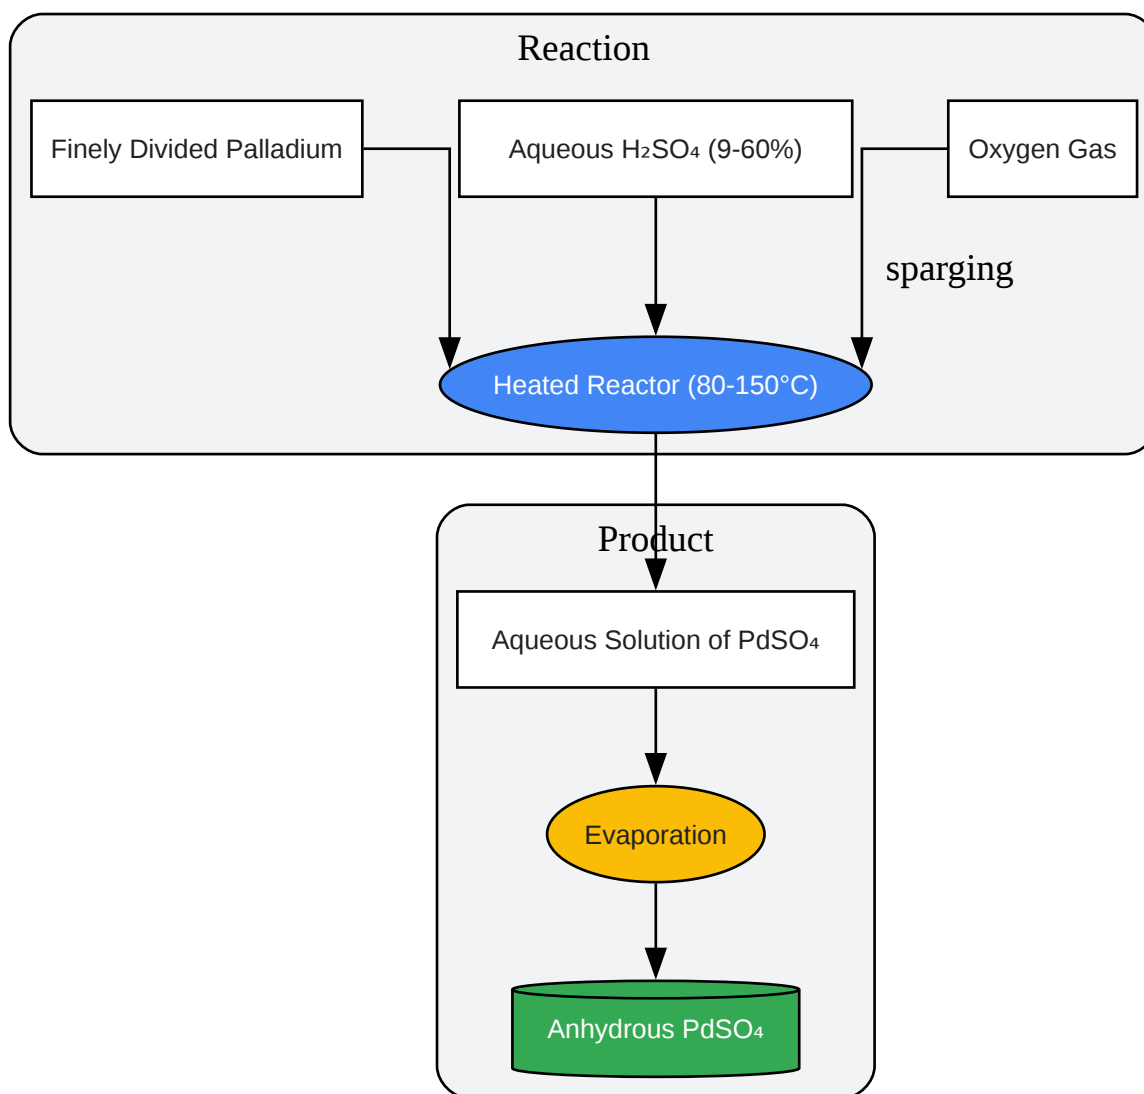 Reaction
Finely Divided Palladium
Aqueous H₂SO₄ (9-60%)
Oxygen Gas
sparging
Heated Reactor (80-150°C)
Product
Aqueous Solution of PdSO₄
Evaporation
Anhydrous PdSO₄